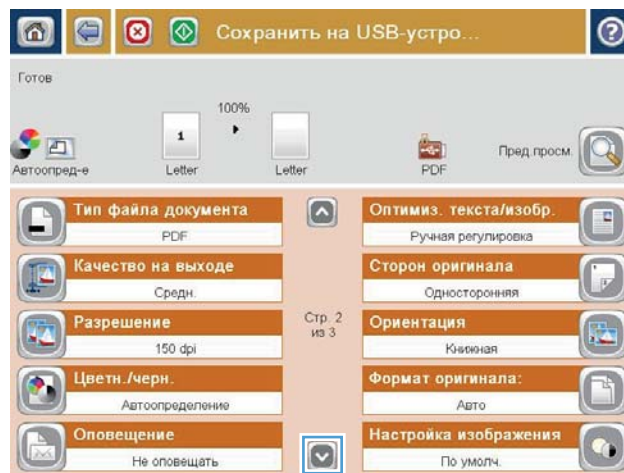 Сохранить на USB-устро...
?
Готов
100%
1
Автоопред-е
Letter
Letter
PDF
Пред.просм.
Тип файла документа
PDF
Качество на выходе
Средн.
Разрешение
150 dpi
Цветн./черн.
Автоопределение
Оповещение
Не оповещать
Стр. 2
из 3
Оптимиз. текста/изобр.
Ручная регулировка
Сторон оригинала
Односторонняя
Ориентация
Книжная
Формат оригинала:
Авто
Настройка изображения
По умолч.